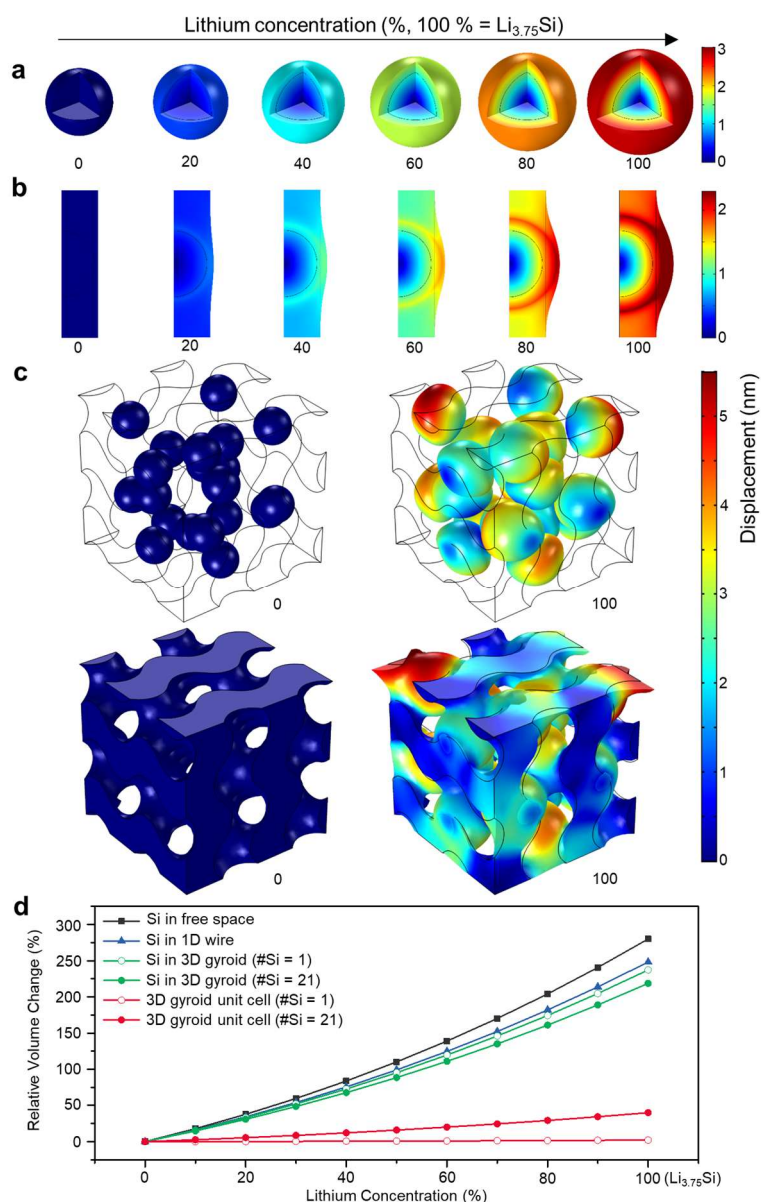 Lithium concentration (%, 100 % = Li3.75Si)
a
0 20 40 60 80 100
3
2
1
0
b
0 20 40 60 80 100
2
1
0
c
0 100
0 100
5
4
3
2
1
0
Displacement (nm)
d
Si in free space
Si in 1D wire
Si in 3D gyroid (#Si = 1)
Si in 3D gyroid (#Si = 21)
3D gyroid unit cell (#Si = 1)
3D gyroid unit cell (#Si = 21)
Relative Volume Change (%)
300
250
200
150
100
50
0
0 20 40 60 80 100 (Li3.75Si)
Lithium Concentration (%)